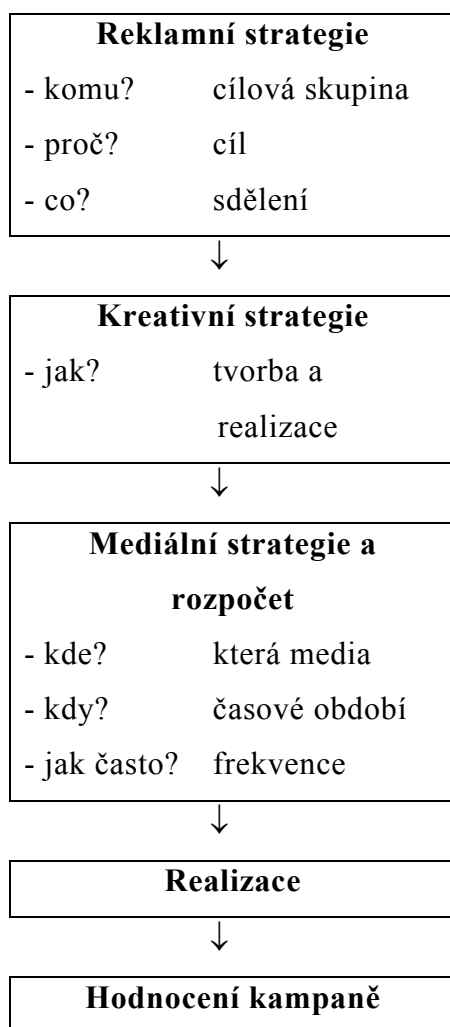 Reklamní strategie
- komu? cílová skupina
- proč? cíl
- co? sdělení
↓
Kreativní strategie
- jak? tvorba a
realizace
↓
Mediální strategie a
rozpočet
- kde? která media
- kdy? časové období
- jak často? frekvence
↓
Realizace
↓
Hodnocení kampaně